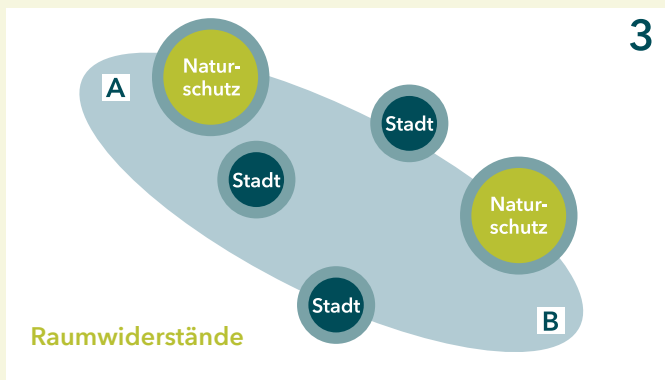 3
Natur-
schutz
A
Stadt
Stadt
Natur-
schutz
Stadt
B
Raumwiderstände